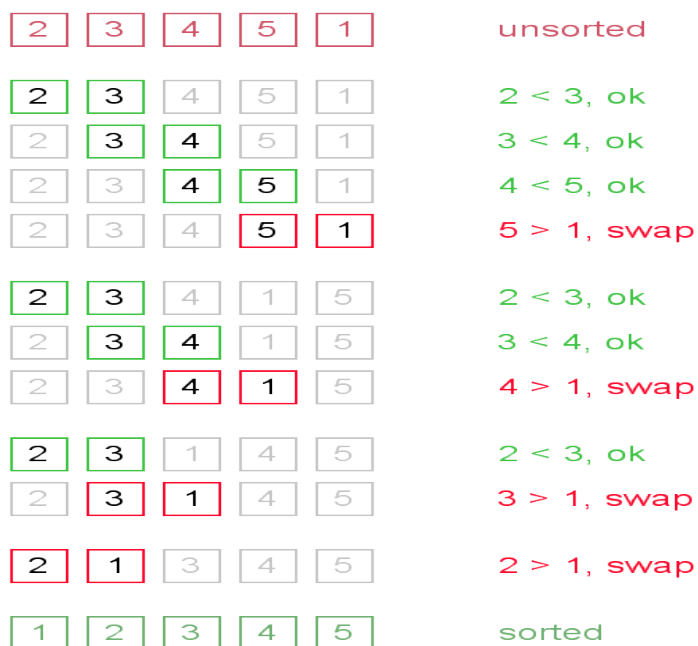 2 3 4 5 1 unsorted
2 3 4 5 1 2 < 3, ok
2 3 4 5 1 3 < 4, ok
2 3 4 5 1 4 < 5, ok
2 3 4 5 1 5 > 1, swap
2 3 4 1 5 2 < 3, ok
2 3 4 1 5 3 < 4, ok
2 3 4 1 5 4 > 1, swap
2 3 1 4 5 2 < 3, ok
2 3 1 4 5 3 > 1, swap
2 1 3 4 5 2 > 1, swap
1 2 3 4 5 sorted